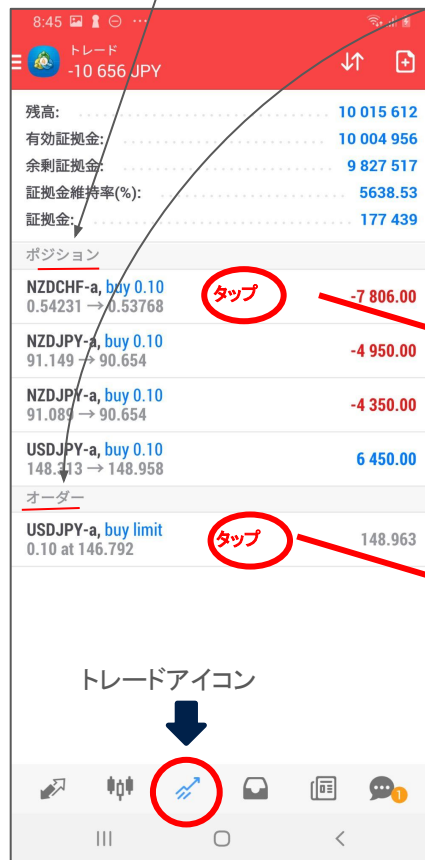 8:45
トレード
-10 656 JPY
残高: 10 015 612
有効証拠金: 10 004 956
余剰証拠金: 9 827 517
証拠金維持率(%): 5638.53
証拠金: 177 439
ポジション
NZDCHF-a, buy 0.10
0.54231 → 0.53768
タップ
-7 806.00
NZDJPY-a, buy 0.10
91.149 → 90.654
-4 950.00
NZDJPY-a, buy 0.10
91.089 → 90.654
-4 350.00
USDJPY-a, buy 0.10
148.313 → 148.958
6 450.00
オーダー
USDJPY-a, buy limit
0.10 at 146.792
タップ
148.963
トレードアイコン
1